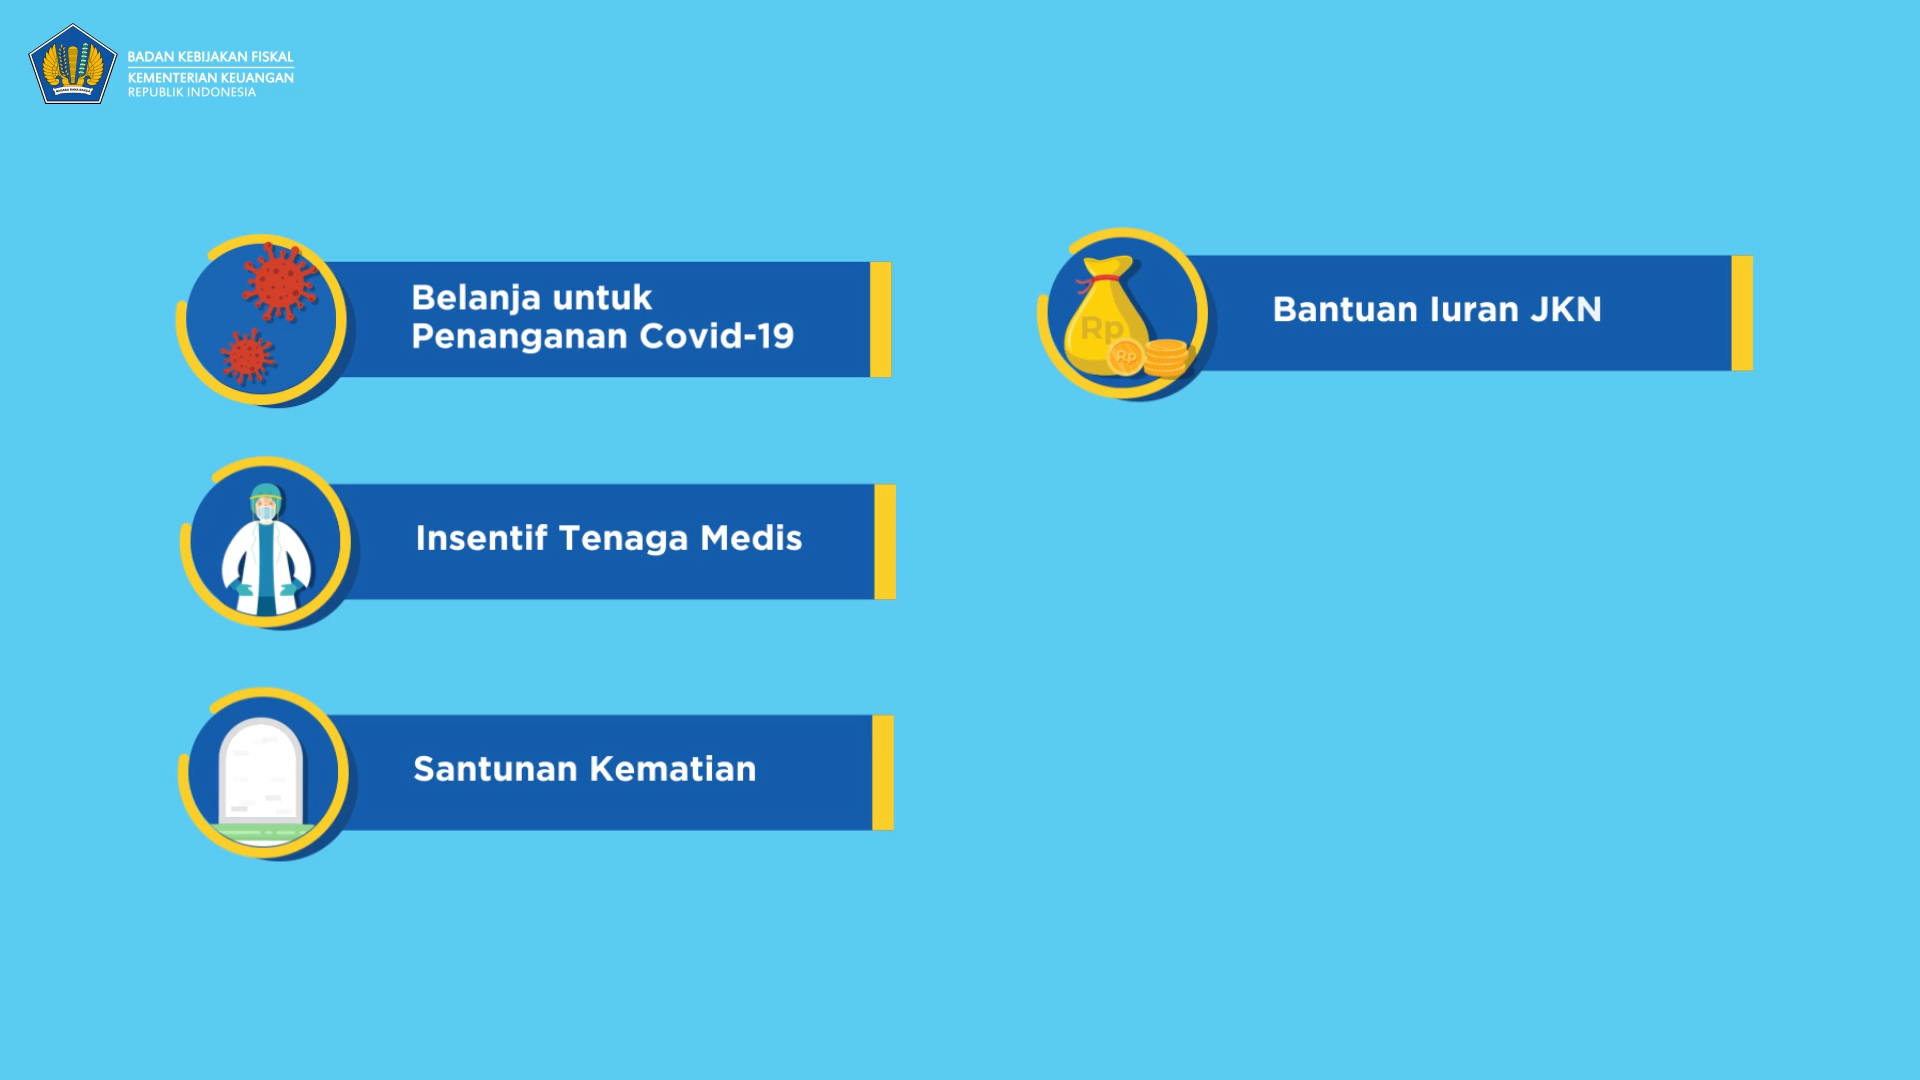 BADAN KEBIJAKAN FISKAL
KEMENTERIAN KEUANGAN
REPUBLIK INDONESIA
Belanja untuk
Penanganan Covid-19
Insentif Tenaga Medis
Santunan Kematian
Rp
Rp
Bantuan Iuran JKN